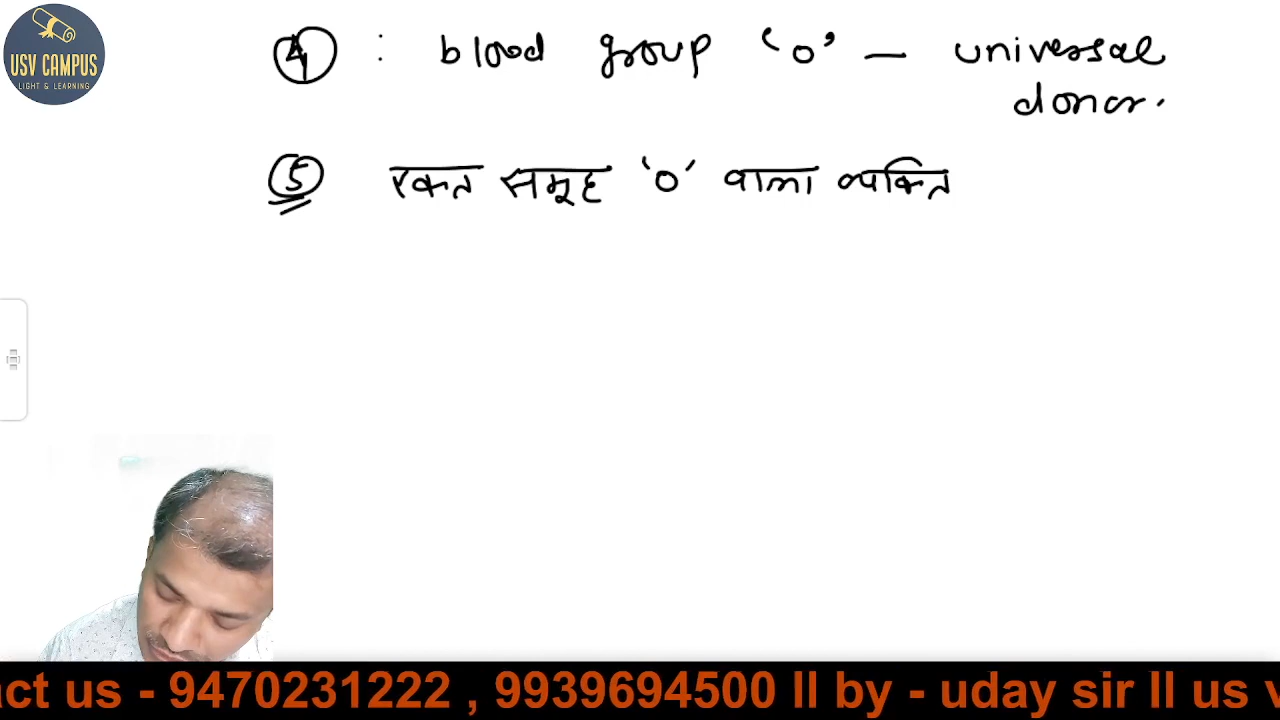 USV CAMPUS
LIGHT & LEARNING
④ : blood group 'o' — universal
donor.
⑤ रक्त समूह 'o' वाला व्यक्ति
act us - 9470231222 , 9939694500 ll by - uday sir ll us v